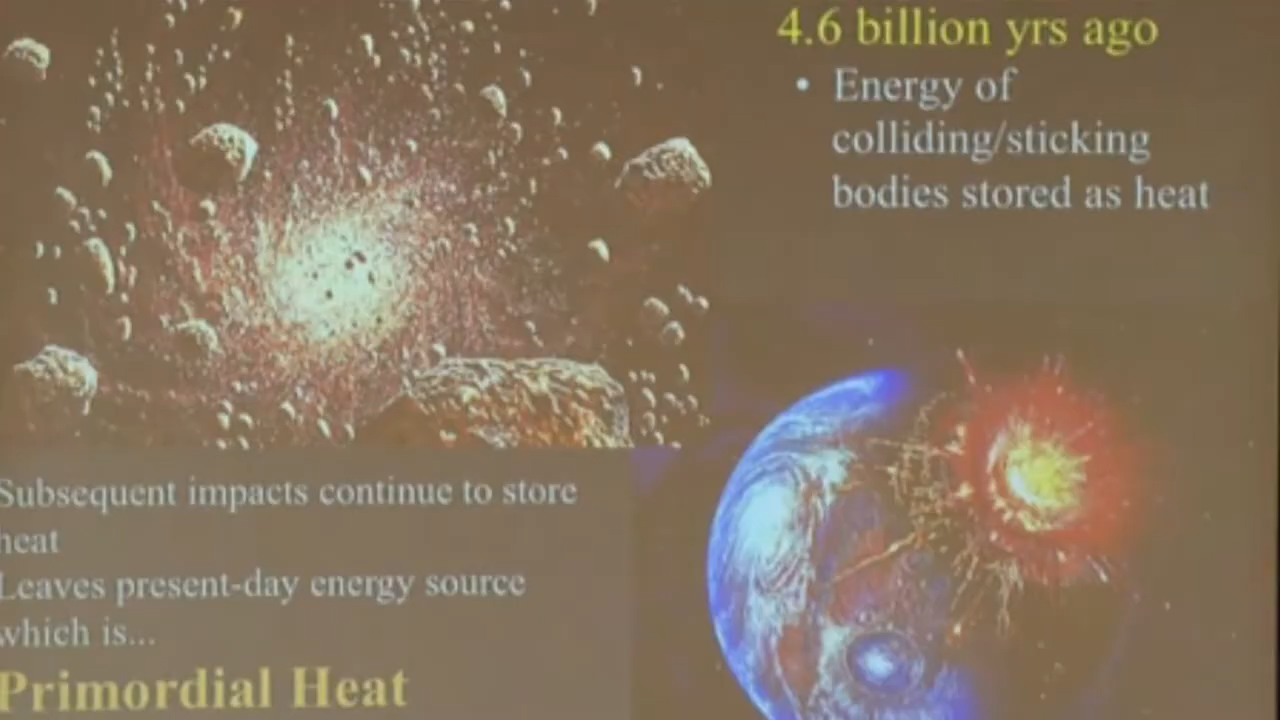 4.6 billion yrs ago
• Energy of
colliding/sticking
bodies stored as heat
Subsequent impacts continue to store
heat
Leaves present-day energy source
which is...
Primordial Heat